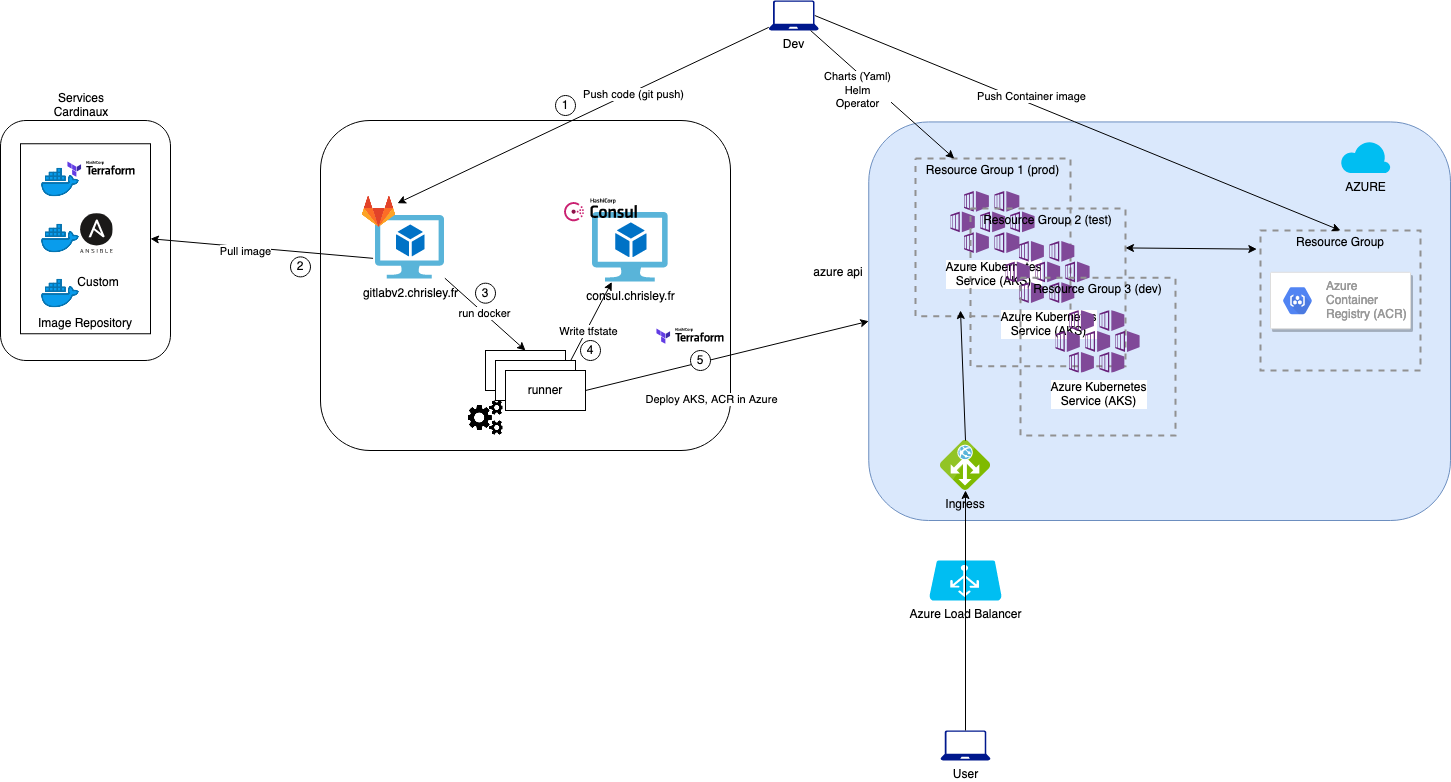 Dev
Charts (Yaml)
Helm
Operator
Push code (git push)
1
Push Container image
Services
Cardinaux
HashiCorp
Terraform
ANSIBLE
Custom
Image Repository
Pull image
2
gitlabv2.chrisley.fr
HashiCorp
Consul
consul.chrisley.fr
3
run docker
Write tfstate
4
runner
HashiCorp
Terraform
5
Deploy AKS, ACR in Azure
azure api
AZURE
Resource Group 1 (prod)
Azure Kubernetes
Service (AKS)
Resource Group 2 (test)
Azure Kubernetes
Service (AKS)
Resource Group 3 (dev)
Azure Kubernetes
Service (AKS)
Resource Group
Azure
Container
Registry (ACR)
Ingress
Azure Load Balancer
User